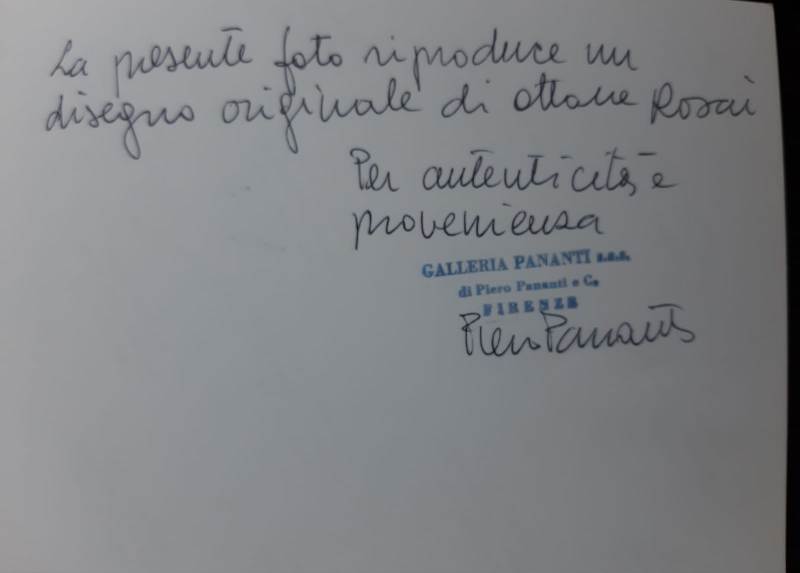 La presente foto riproduce un
disegno originale di Ottone Rosai
Per autenticità e
provenienza
GALLERIA PANANTI s.a.s.
di Piero Pananti e C.
FIRENZE
Piero Pananti